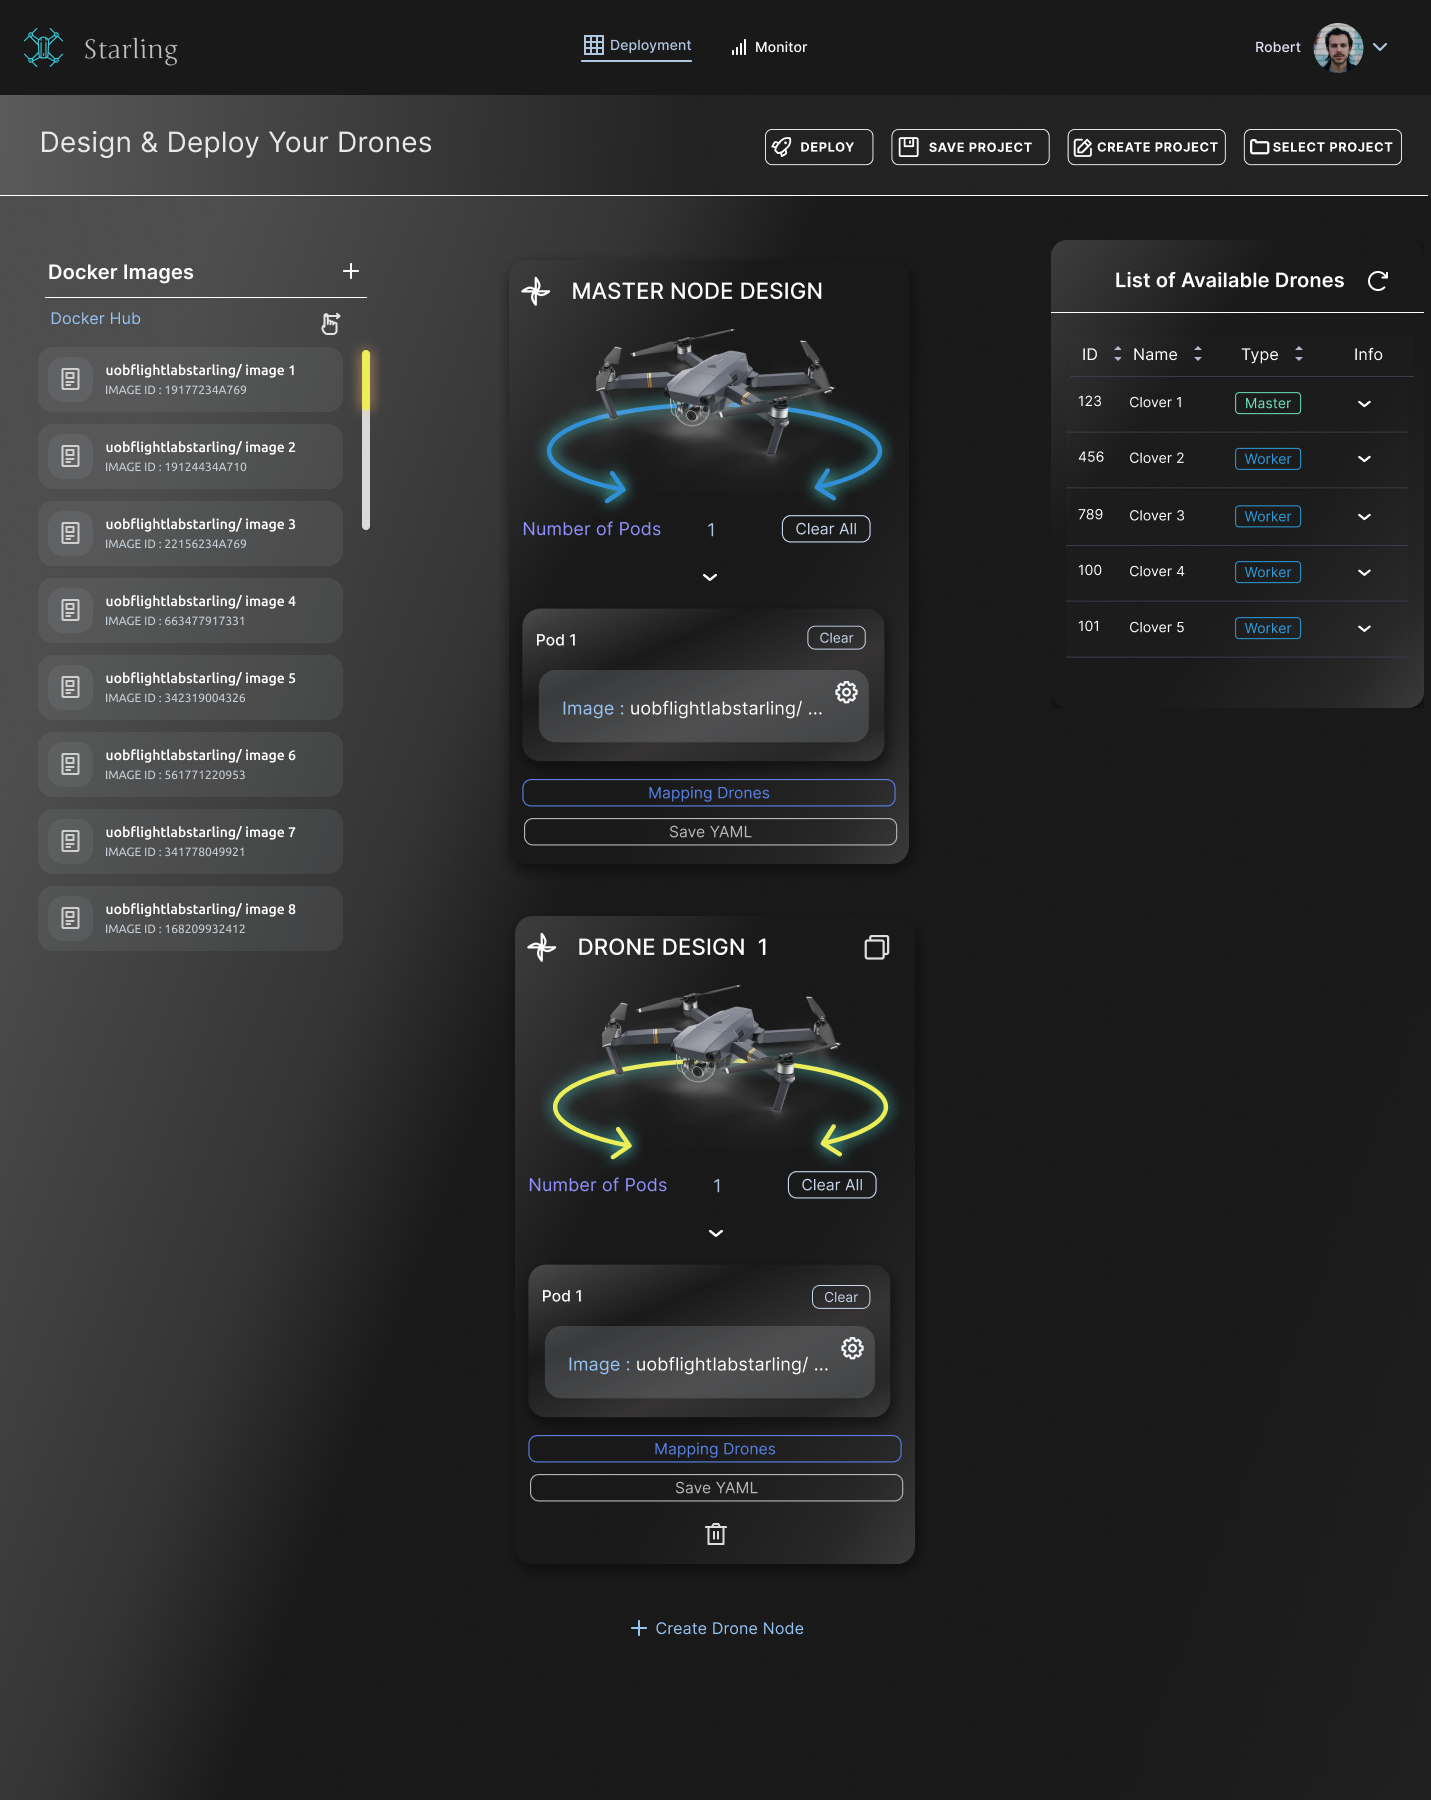 Starling
Deployment
Monitor
Robert
Design & Deploy Your Drones
DEPLOY
SAVE PROJECT
CREATE PROJECT
SELECT PROJECT
Docker Images
Docker Hub
uobflightlabstarling/ image 1
IMAGE ID : 19177234A769
uobflightlabstarling/ image 2
IMAGE ID : 19124434A710
uobflightlabstarling/ image 3
IMAGE ID : 22156234A769
uobflightlabstarling/ image 4
IMAGE ID : 663477917331
uobflightlabstarling/ image 5
IMAGE ID : 342319004326
uobflightlabstarling/ image 6
IMAGE ID : 561771220953
uobflightlabstarling/ image 7
IMAGE ID : 341778049921
uobflightlabstarling/ image 8
IMAGE ID : 168209932412
MASTER NODE DESIGN
Number of Pods 1 Clear All
Pod 1 Clear
Image : uobflightlabstarling/ ...
Mapping Drones
Save YAML
DRONE DESIGN 1
Number of Pods 1 Clear All
Pod 1 Clear
Image : uobflightlabstarling/ ...
Mapping Drones
Save YAML
Create Drone Node
List of Available Drones
ID Name Type Info
123 Clover 1 Master
456 Clover 2 Worker
789 Clover 3 Worker
100 Clover 4 Worker
101 Clover 5 Worker